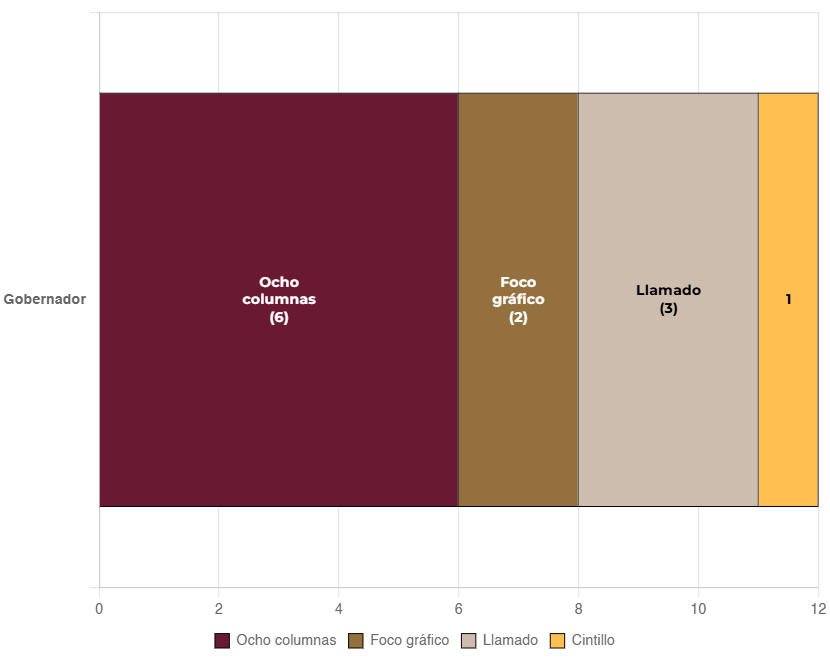 Gobernador
Ocho
columnas
(6)
Foco
gráfico
(2)
Llamado
(3)
1
0 2 4 6 8 10 12
Ocho columnas Foco gráfico Llamado Cintillo